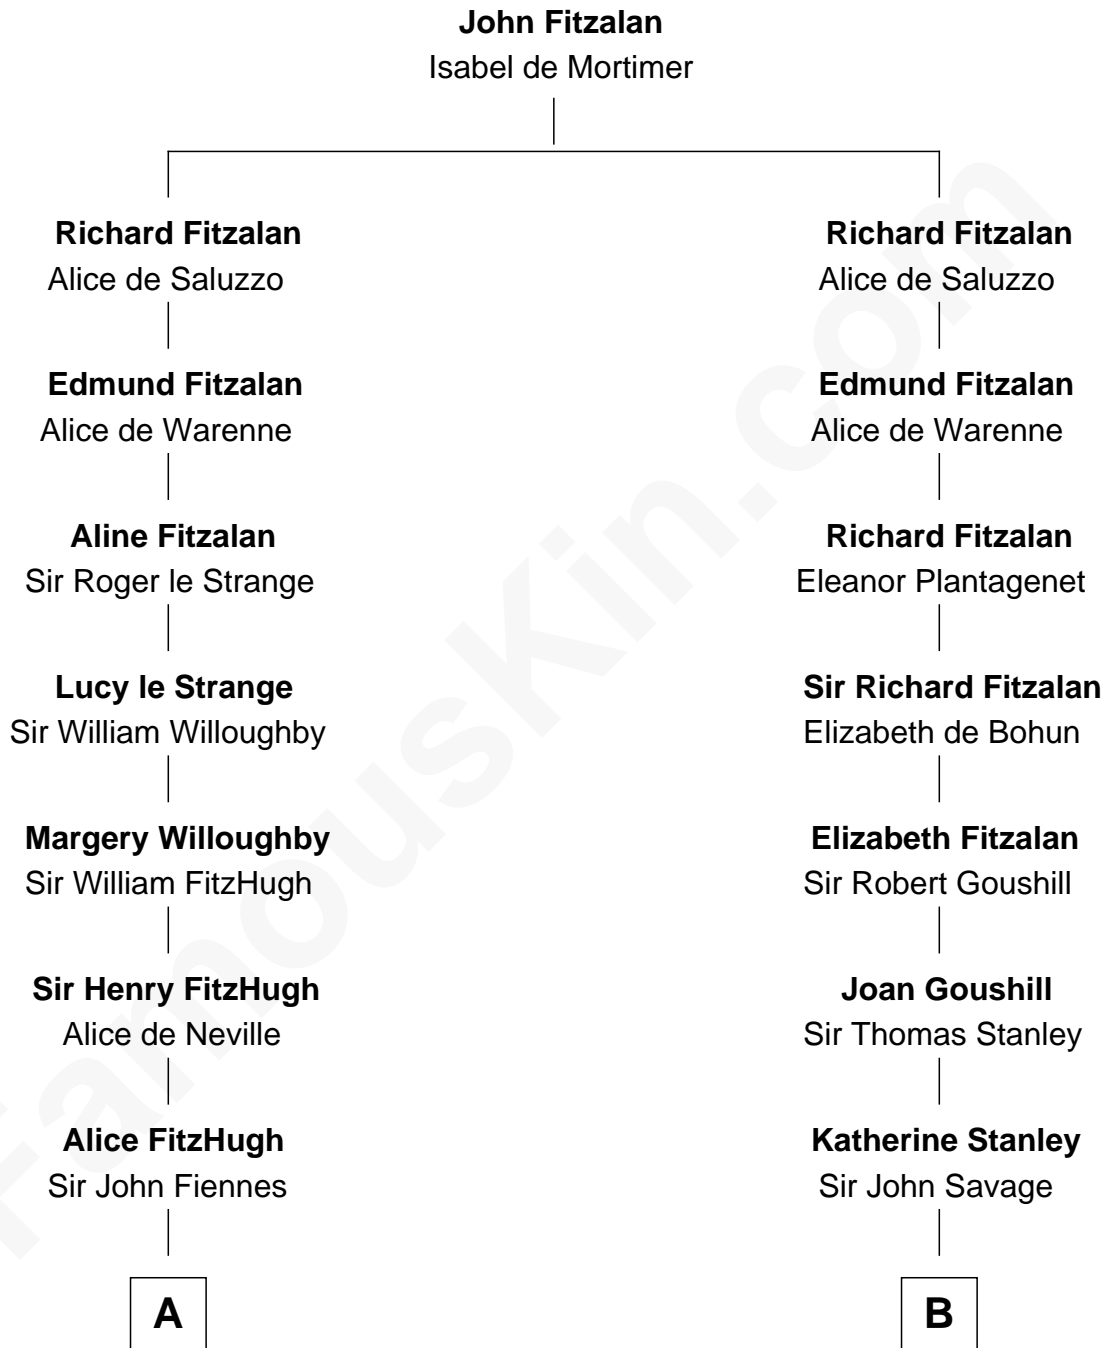 John Fitzalan
Isabel de Mortimer
Richard Fitzalan
Alice de Saluzzo
Richard Fitzalan
Alice de Saluzzo
Edmund Fitzalan
Alice de Warenne
Edmund Fitzalan
Alice de Warenne
Aline Fitzalan
Sir Roger le Strange
Richard Fitzalan
Eleanor Plantagenet
Lucy le Strange
Sir William Willoughby
Sir Richard Fitzalan
Elizabeth de Bohun
Margery Willoughby
Sir William FitzHugh
Elizabeth Fitzalan
Sir Robert Goushill
Sir Henry FitzHugh
Alice de Neville
Joan Goushill
Sir Thomas Stanley
Alice FitzHugh
Sir John Fiennes
Katherine Stanley
Sir John Savage
A
B
FamousKin.com